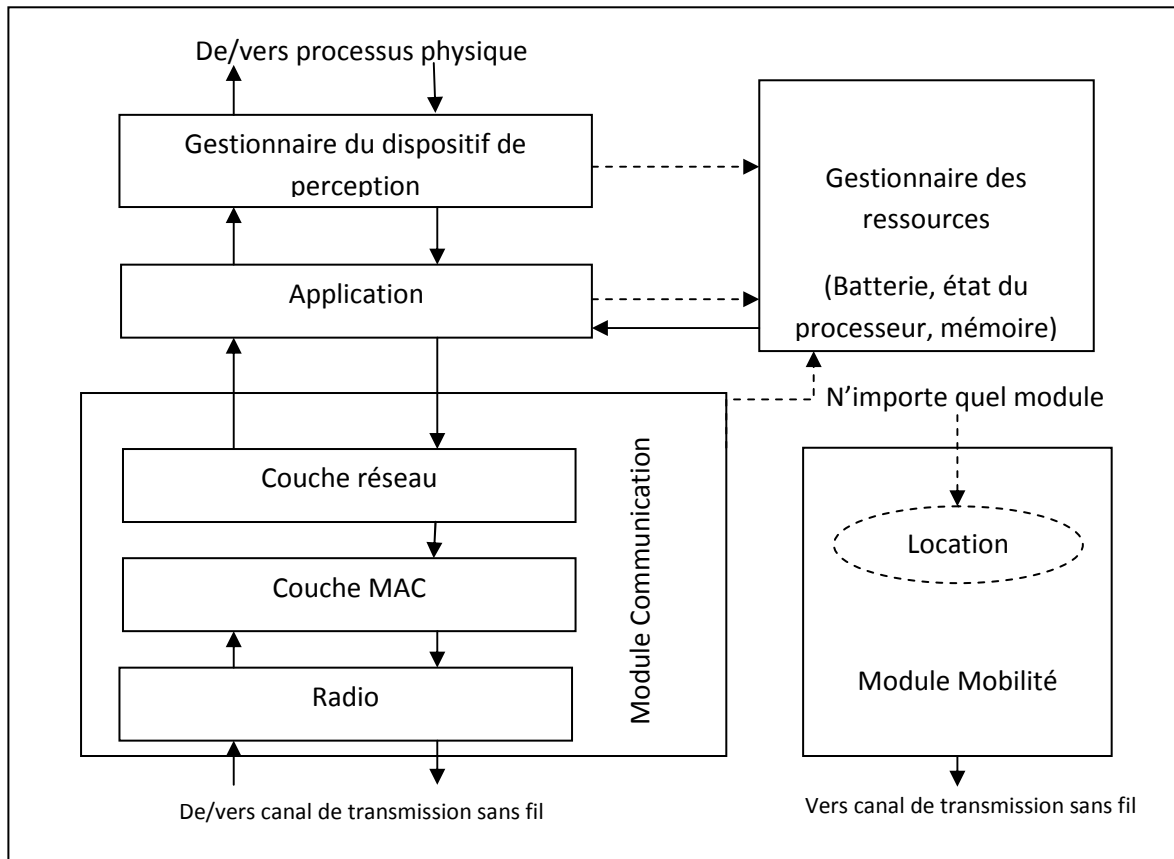 De/vers processus physique
Gestionnaire du dispositif de
perception
Gestionnaire des
ressources
(Batterie, état du
processeur, mémoire)
Application
N’importe quel module
Module Communication
Couche réseau
Location
Couche MAC
Module Mobilité
Radio
De/vers canal de transmission sans fil
Vers canal de transmission sans fil